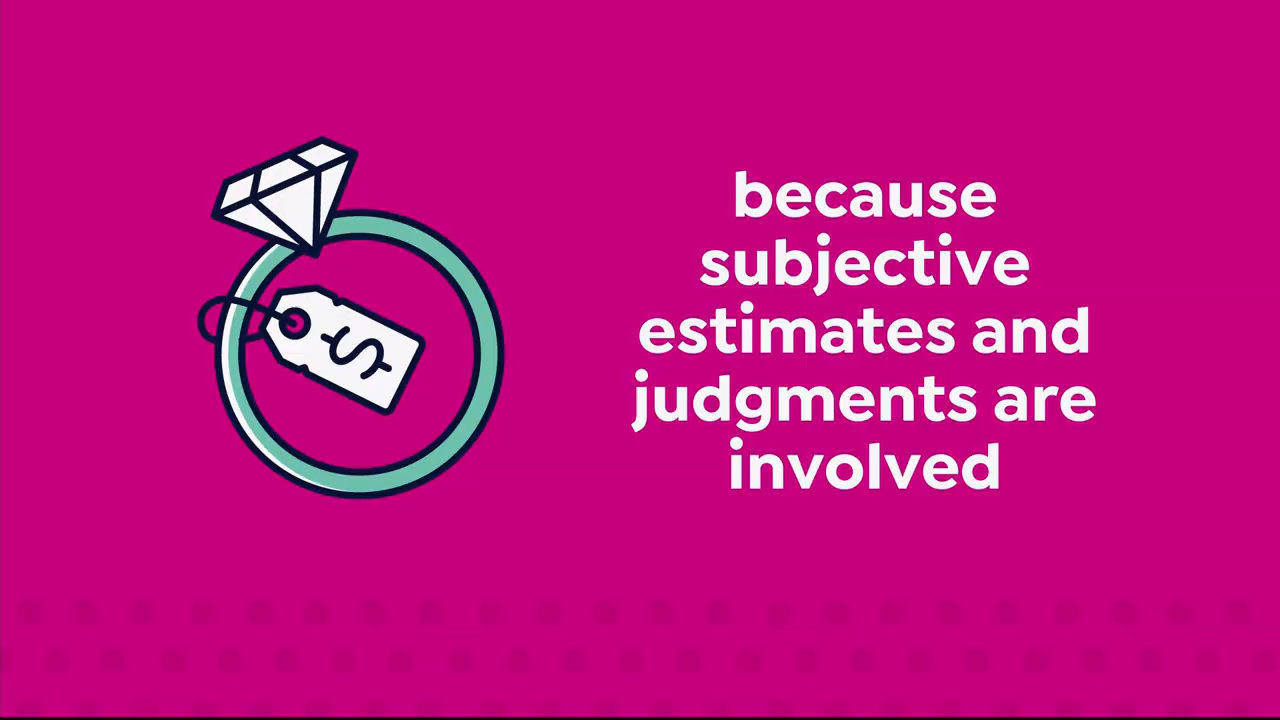 because
subjective
estimates and
judgments are
involved
$